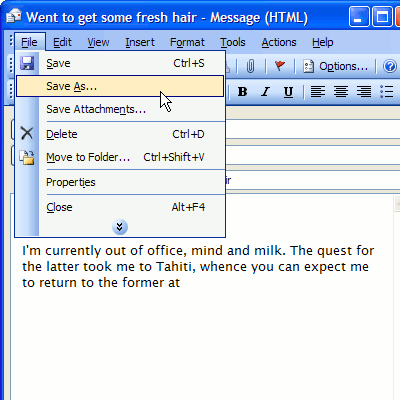 Went to get some fresh hair - Message (HTML)
File Edit View Insert Format Tools Actions Help
Save Ctrl+S
Options...
Save As...
B I U
Save Attachments...
Delete Ctrl+D
Move to Folder... Ctrl+Shift+V
Properties
ir
Close Alt+F4
I'm currently out of office, mind and milk. The quest for
the latter took me to Tahiti, whence you can expect me
to return to the former at